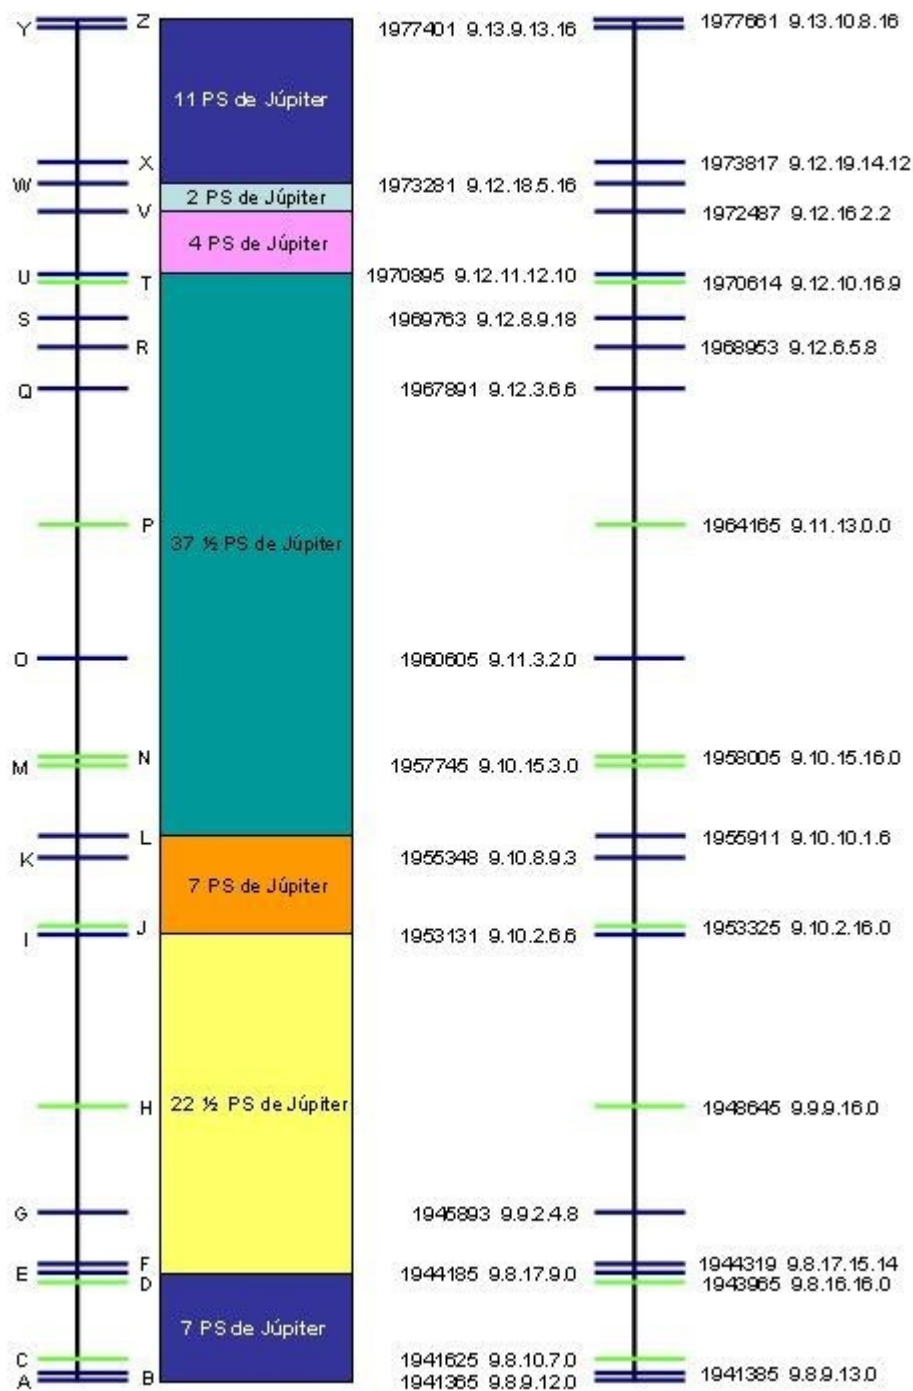 Y Z 1977401 9.13.9.13.16 1977661 9.13.10.8.16
11 PS de Júpiter
X 1973817 9.12.19.14.12
W 1973281 9.12.18.5.16
2 PS de Júpiter
V 1972487 9.12.16.2.2
4 PS de Júpiter
U 1970895 9.12.11.12.10
T 1970614 9.12.10.16.9
S 1969763 9.12.8.9.18
R 1968953 9.12.6.5.8
Q 1967891 9.12.3.6.6
P 1964165 9.11.13.0.0
37 ½ PS de Júpiter
O 1960605 9.11.3.2.0
N 1958005 9.10.15.16.0
M 1957745 9.10.15.3.0
L 1955911 9.10.10.1.6
K 1955348 9.10.8.9.3
7 PS de Júpiter
J 1953325 9.10.2.16.0
I 1953131 9.10.2.6.6
H 22 ½ PS de Júpiter 1948645 9.9.9.16.0
G 1945893 9.9.2.4.8
F 1944319 9.8.17.15.14
E 1944185 9.8.17.9.0
D 1943965 9.8.16.16.0
7 PS de Júpiter
C 1941625 9.8.10.7.0
A B 1941365 9.8.9.12.0 1941385 9.8.9.13.0